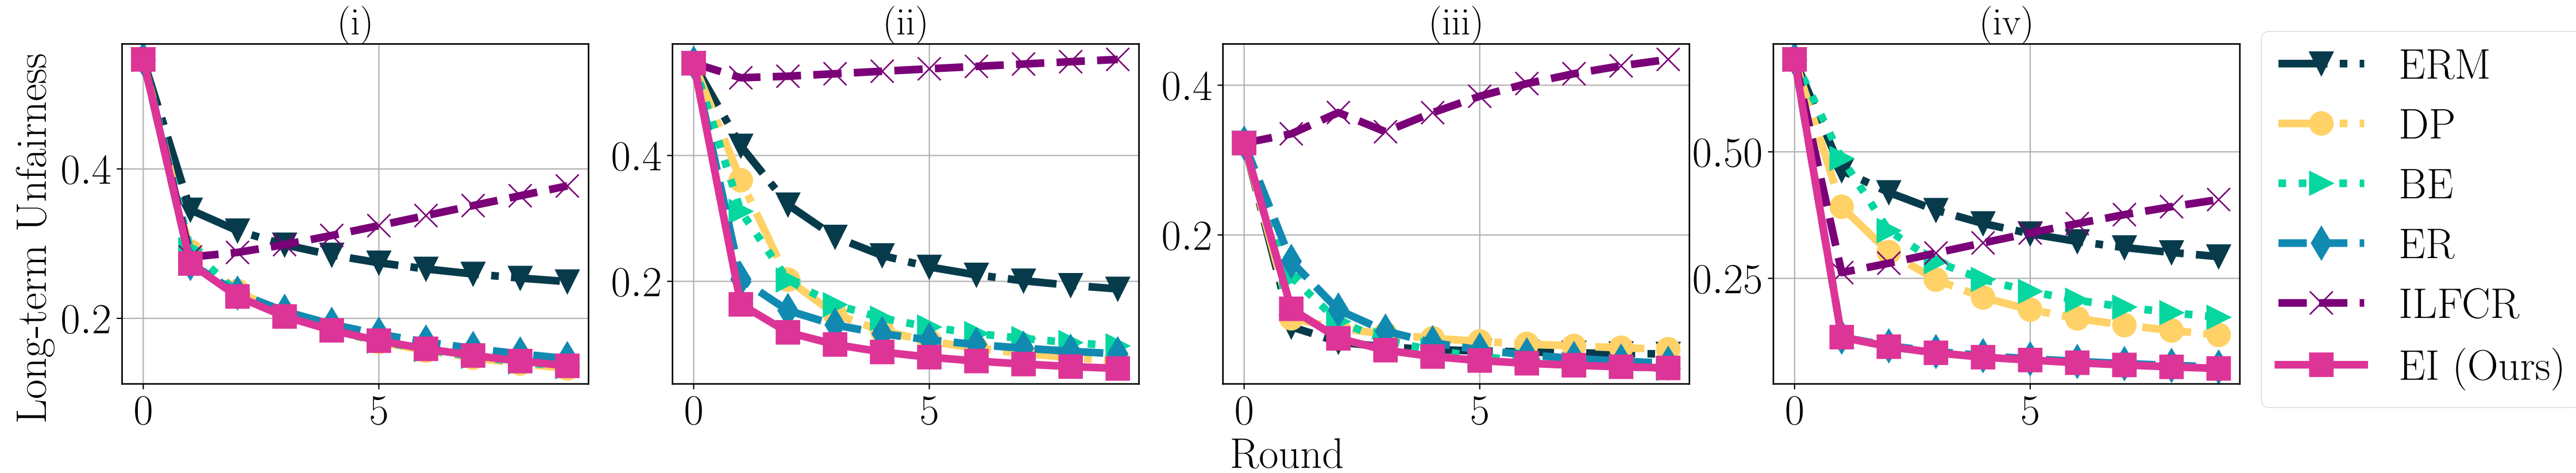 (i)
(ii)
(iii)
(iv)
Long-term Unfairness
0.4
0.2
0
5
0.4
0.2
0
5
0.4
0.2
0
5
0.50
0.25
0
5
Round
ERM
DP
BE
ER
ILFCR
EI (Ours)